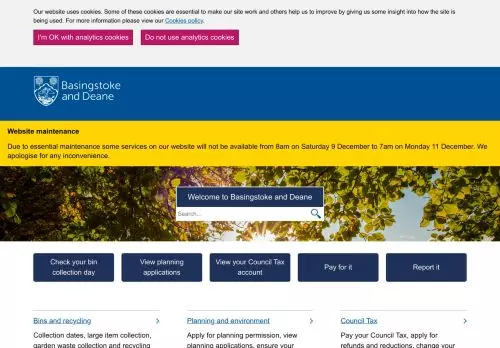 Our website uses cookies. Some of these cookies are essential to make our site work and others help us to improve by giving us some insight into how the site is
being used. For more information please view our Cookies policy.
I'm OK with analytics cookies
Do not use analytics cookies
Basingstoke
and Deane
Website maintenance
Due to essential maintenance some services on our website will not be available from 8am on Saturday 9 December to 7am on Monday 11 December. We
apologise for any inconvenience.
Welcome to Basingstoke and Deane
Search...
Check your bin
collection day
View planning
applications
View your Council Tax
account
Pay for it
Report it
Bins and recycling
Collection dates, large item collection,
garden waste collection and recycling
Planning and environment
Apply for planning permission, view
planning applications, ensure your
Council Tax
Pay your Council Tax, apply for
refunds and reductions, change your